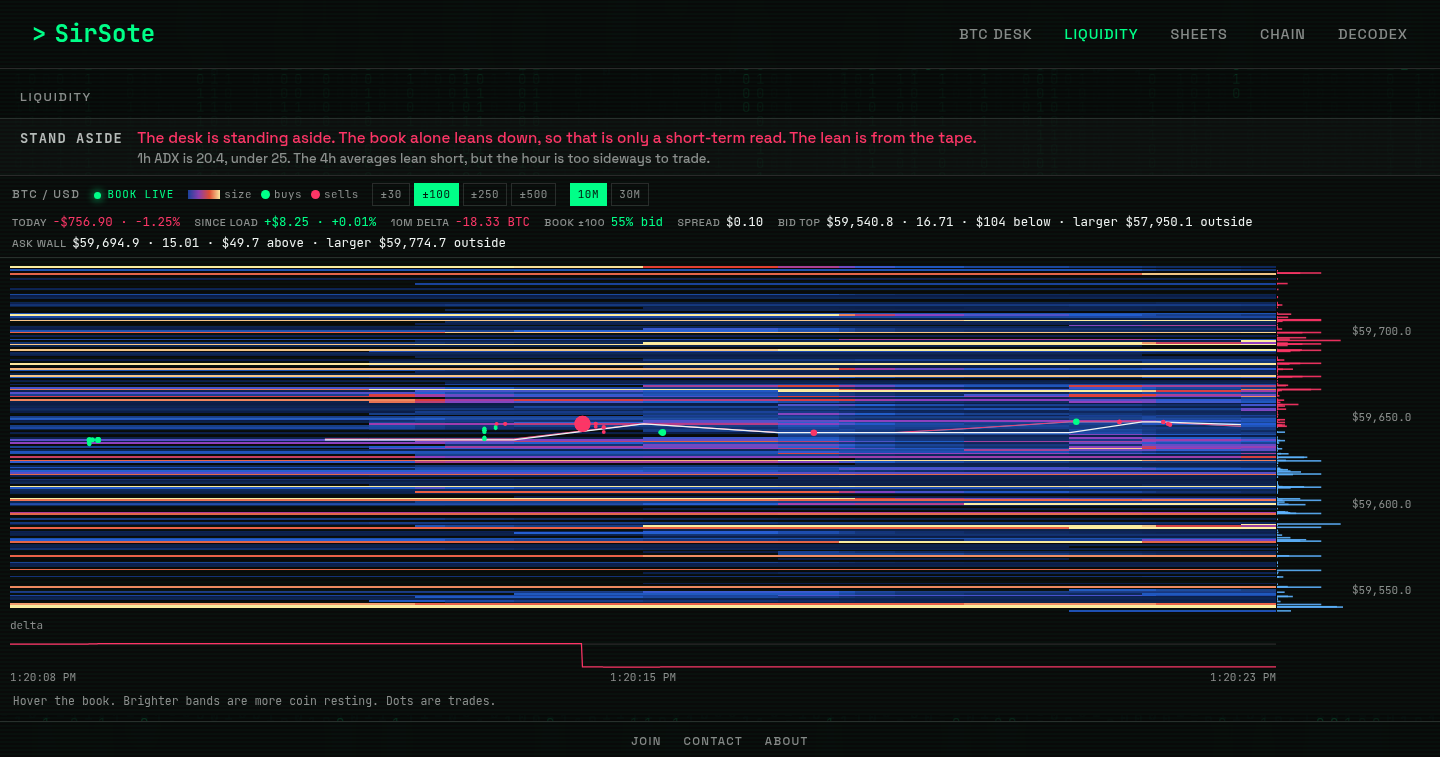 > SirSote
BTC DESK LIQUIDITY SHEETS CHAIN DECODEX
LIQUIDITY
STAND ASIDE The desk is standing aside. The book alone leans down, so that is only a short-term read. The lean is from the tape.
1h ADX is 20.4, under 25. The 4h averages lean short, but the hour is too sideways to trade.
BTC / USD BOOK LIVE size buys sells ±30 ±100 ±250 ±500 10M 30M
TODAY -$756.90 · -1.25% SINCE LOAD +$8.25 · +0.01% 10M DELTA -18.33 BTC BOOK ±100 55% bid SPREAD $0.10 BID TOP $59,540.8 · 16.71 · $104 below · larger $57,950.1 outside
ASK WALL $59,694.9 · 15.01 · $49.7 above · larger $59,774.7 outside
$59,700.0
$59,650.0
$59,600.0
$59,550.0
delta
1:20:08 PM 1:20:15 PM 1:20:23 PM
Hover the book. Brighter bands are more coin resting. Dots are trades.
JOIN CONTACT ABOUT